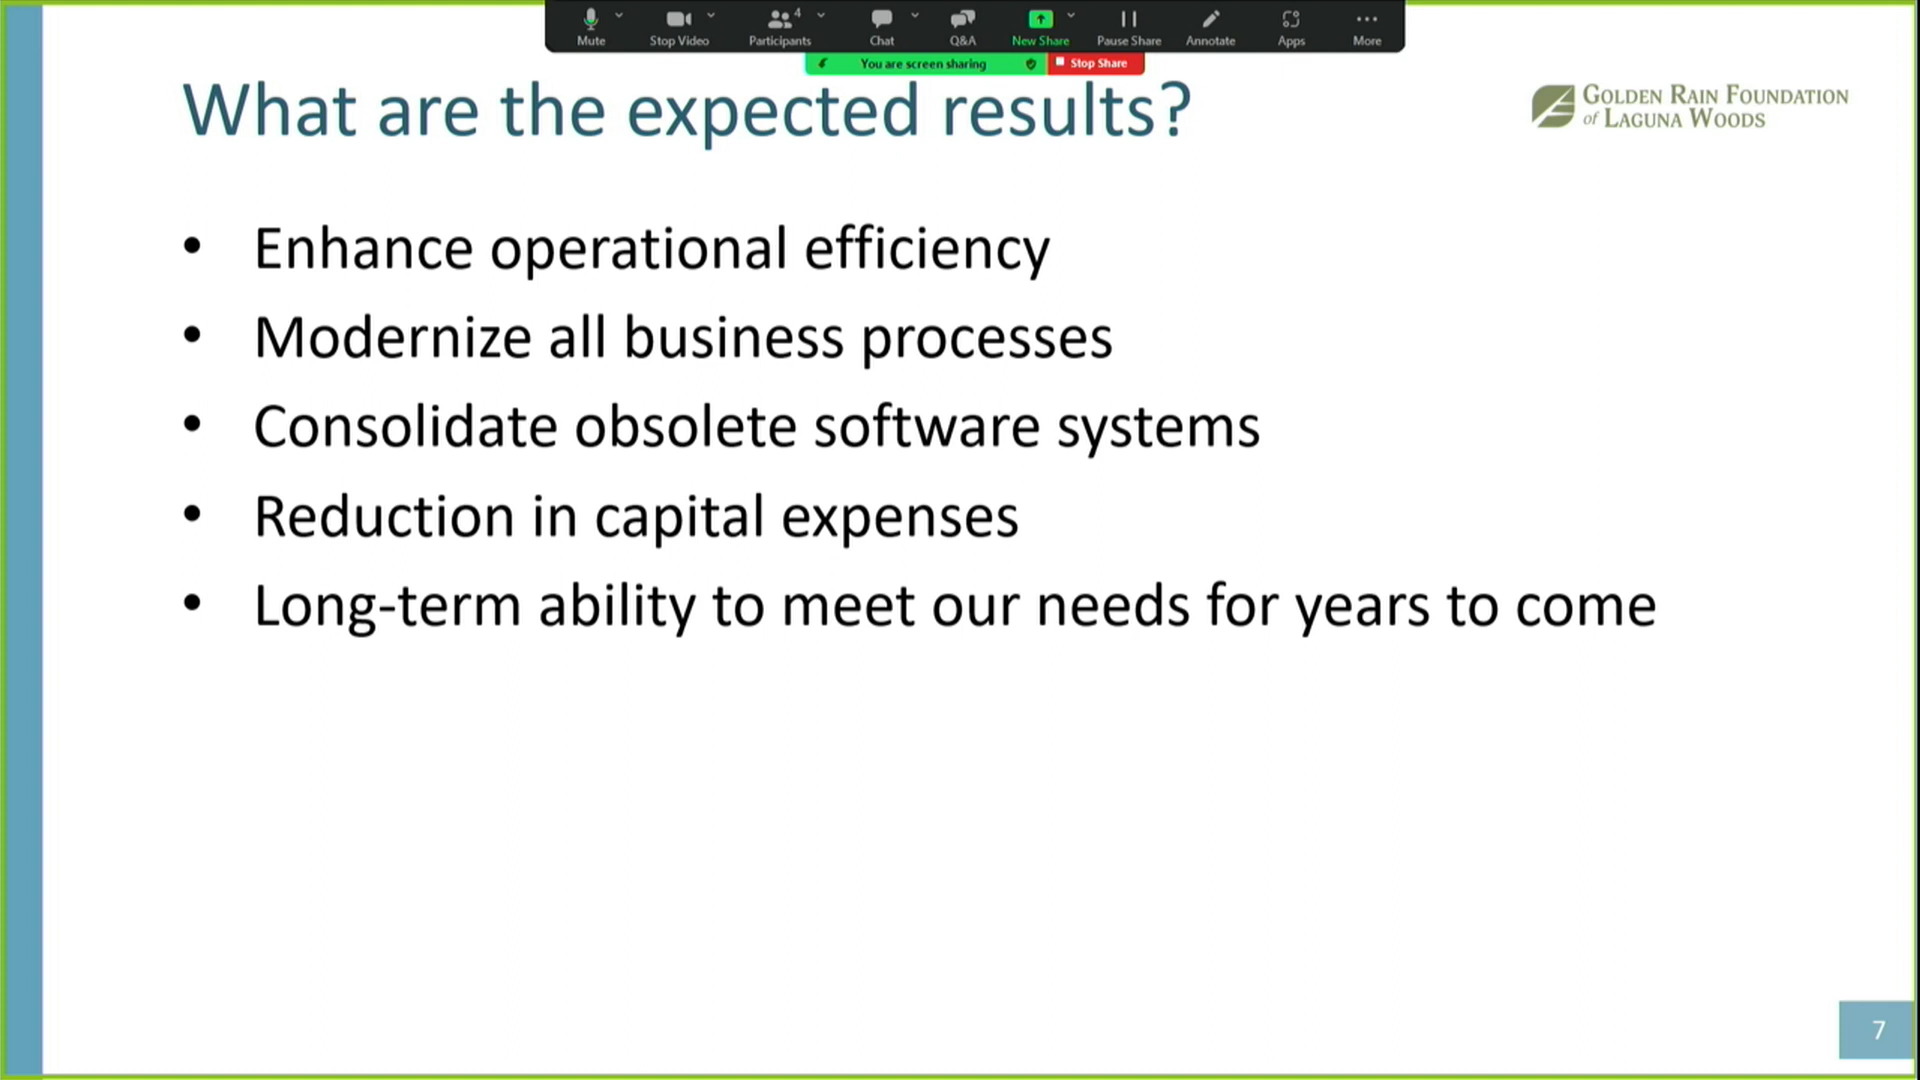 4
Mute
Stop Video
Participants
Chat
Q&A
New Share
Pause Share
Annotate
Apps
More
You are screen sharing
Stop Share
What are the expected results?
GOLDEN RAIN FOUNDATION
of LAGUNA WOODS
• Enhance operational efficiency
• Modernize all business processes
• Consolidate obsolete software systems
• Reduction in capital expenses
• Long-term ability to meet our needs for years to come
7